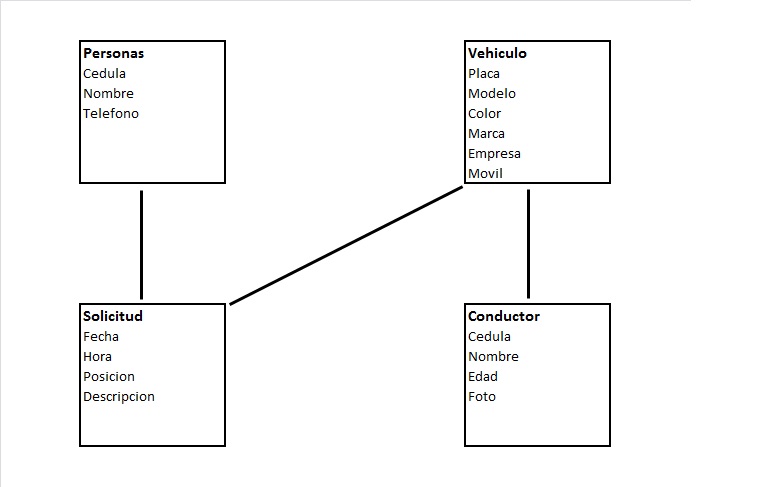 Personas
Cedula
Nombre
Telefono
Vehiculo
Placa
Modelo
Color
Marca
Empresa
Movil
Solicitud
Fecha
Hora
Posicion
Descripcion
Conductor
Cedula
Nombre
Edad
Foto